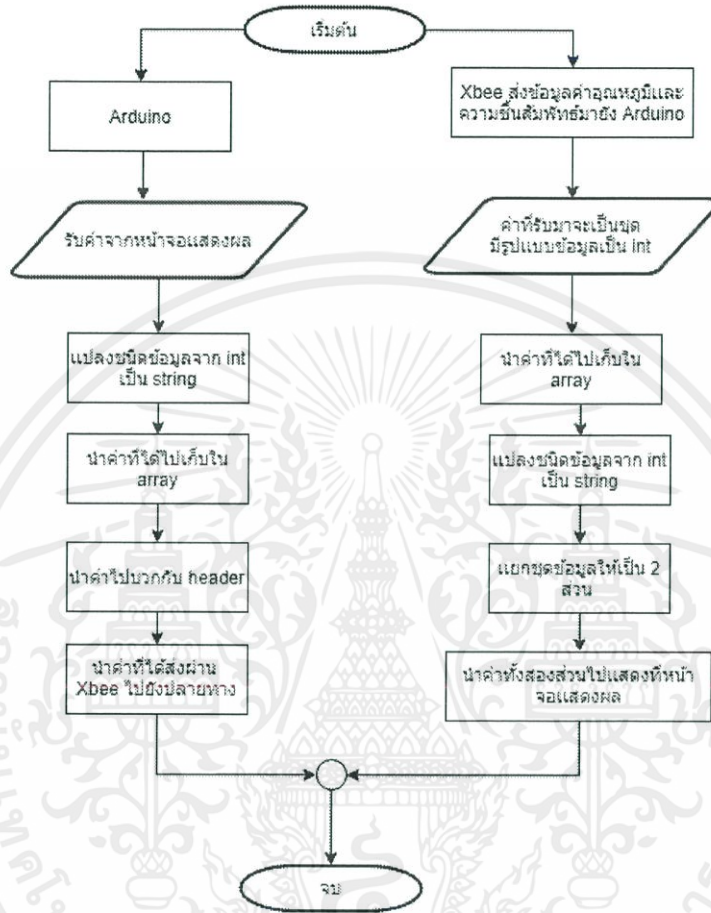 เริ่มต้น
Arduino
รับค่าจากหน้าจอแสดงผล
แปลงชนิดข้อมูลจาก int
เป็น string
นำค่าที่ได้ไปเก็บใน
array
นำค่าไปบวกกับ header
นำค่าที่ได้ส่งผ่าน
Xbee ไปยังปลายทาง
Xbee ส่งข้อมูลค่าอุณหภูมิและ
ความชื้นสัมพัทธ์มายัง Arduino
ค่าที่รับมาจะเป็นชุด
มีรูปแบบข้อมูลเป็น int
นำค่าที่ได้ไปเก็บใน
array
แปลงชนิดข้อมูลจาก int
เป็น string
แยกชุดข้อมูลให้เป็น 2
ส่วน
นำค่าทั้งสองส่วนไปแสดงที่หน้า
จอแสดงผล
จบ